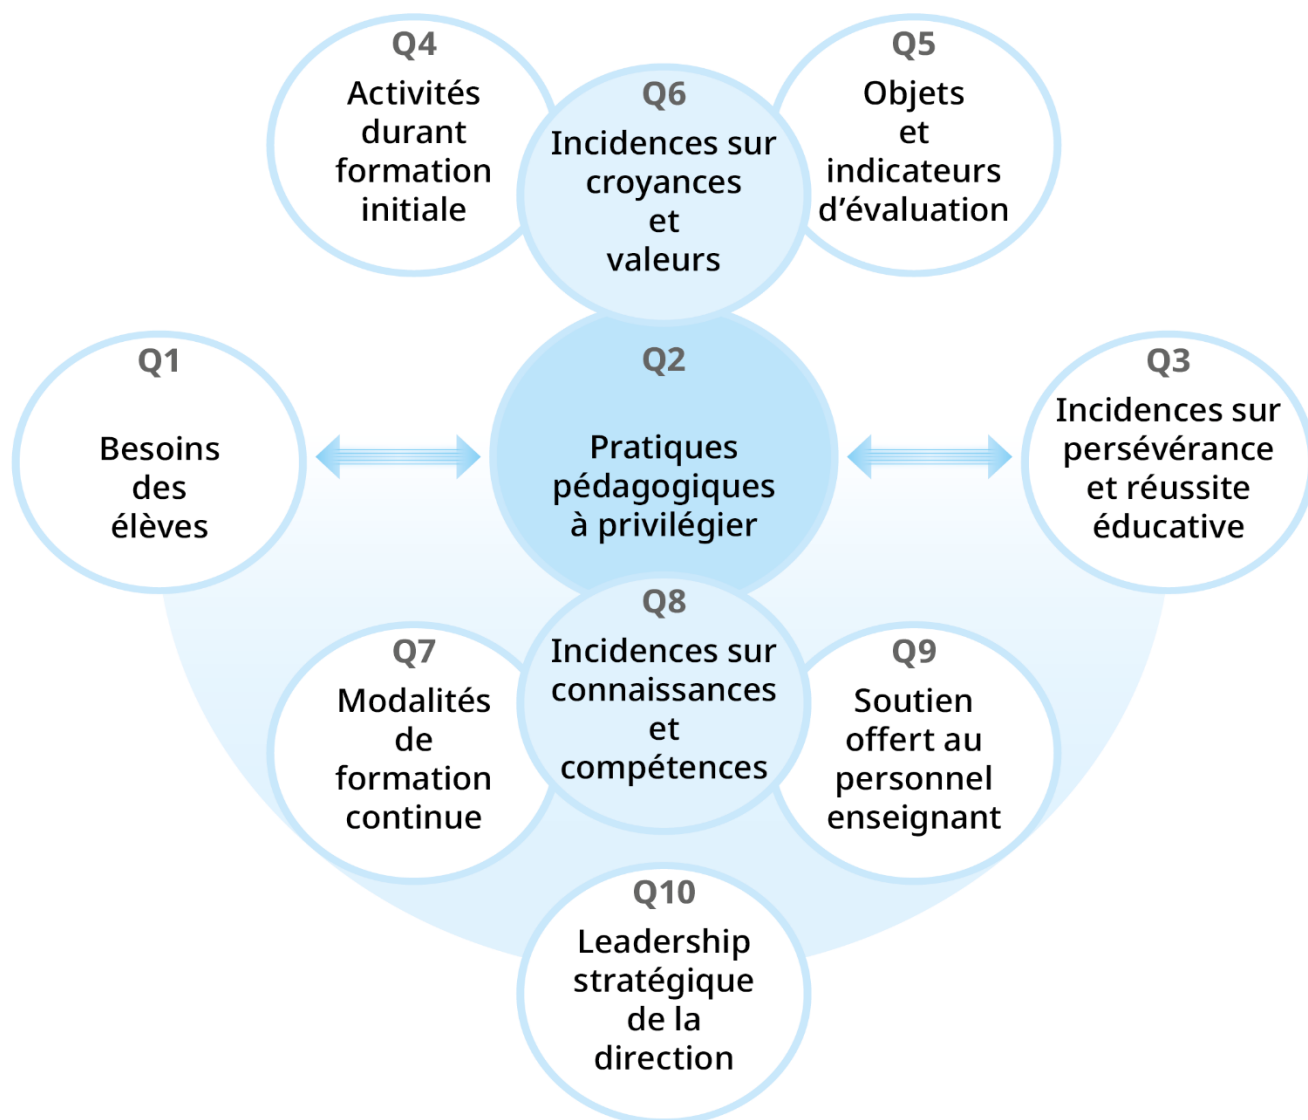 Q4
Activités
durant
formation
initiale
Q6
Incidences sur
croyances
et
valeurs
Q5
Objets
et
indicateurs
d’évaluation
Q1
Besoins
des
élèves
Q2
Pratiques
pédagogiques
à privilégier
Q3
Incidences sur
persévérance
et réussite
éducative
Q7
Modalités
de
formation
continue
Q8
Incidences sur
connaissances
et
compétences
Q9
Soutien
offert au
personnel
enseignant
Q10
Leadership
stratégique
de la
direction